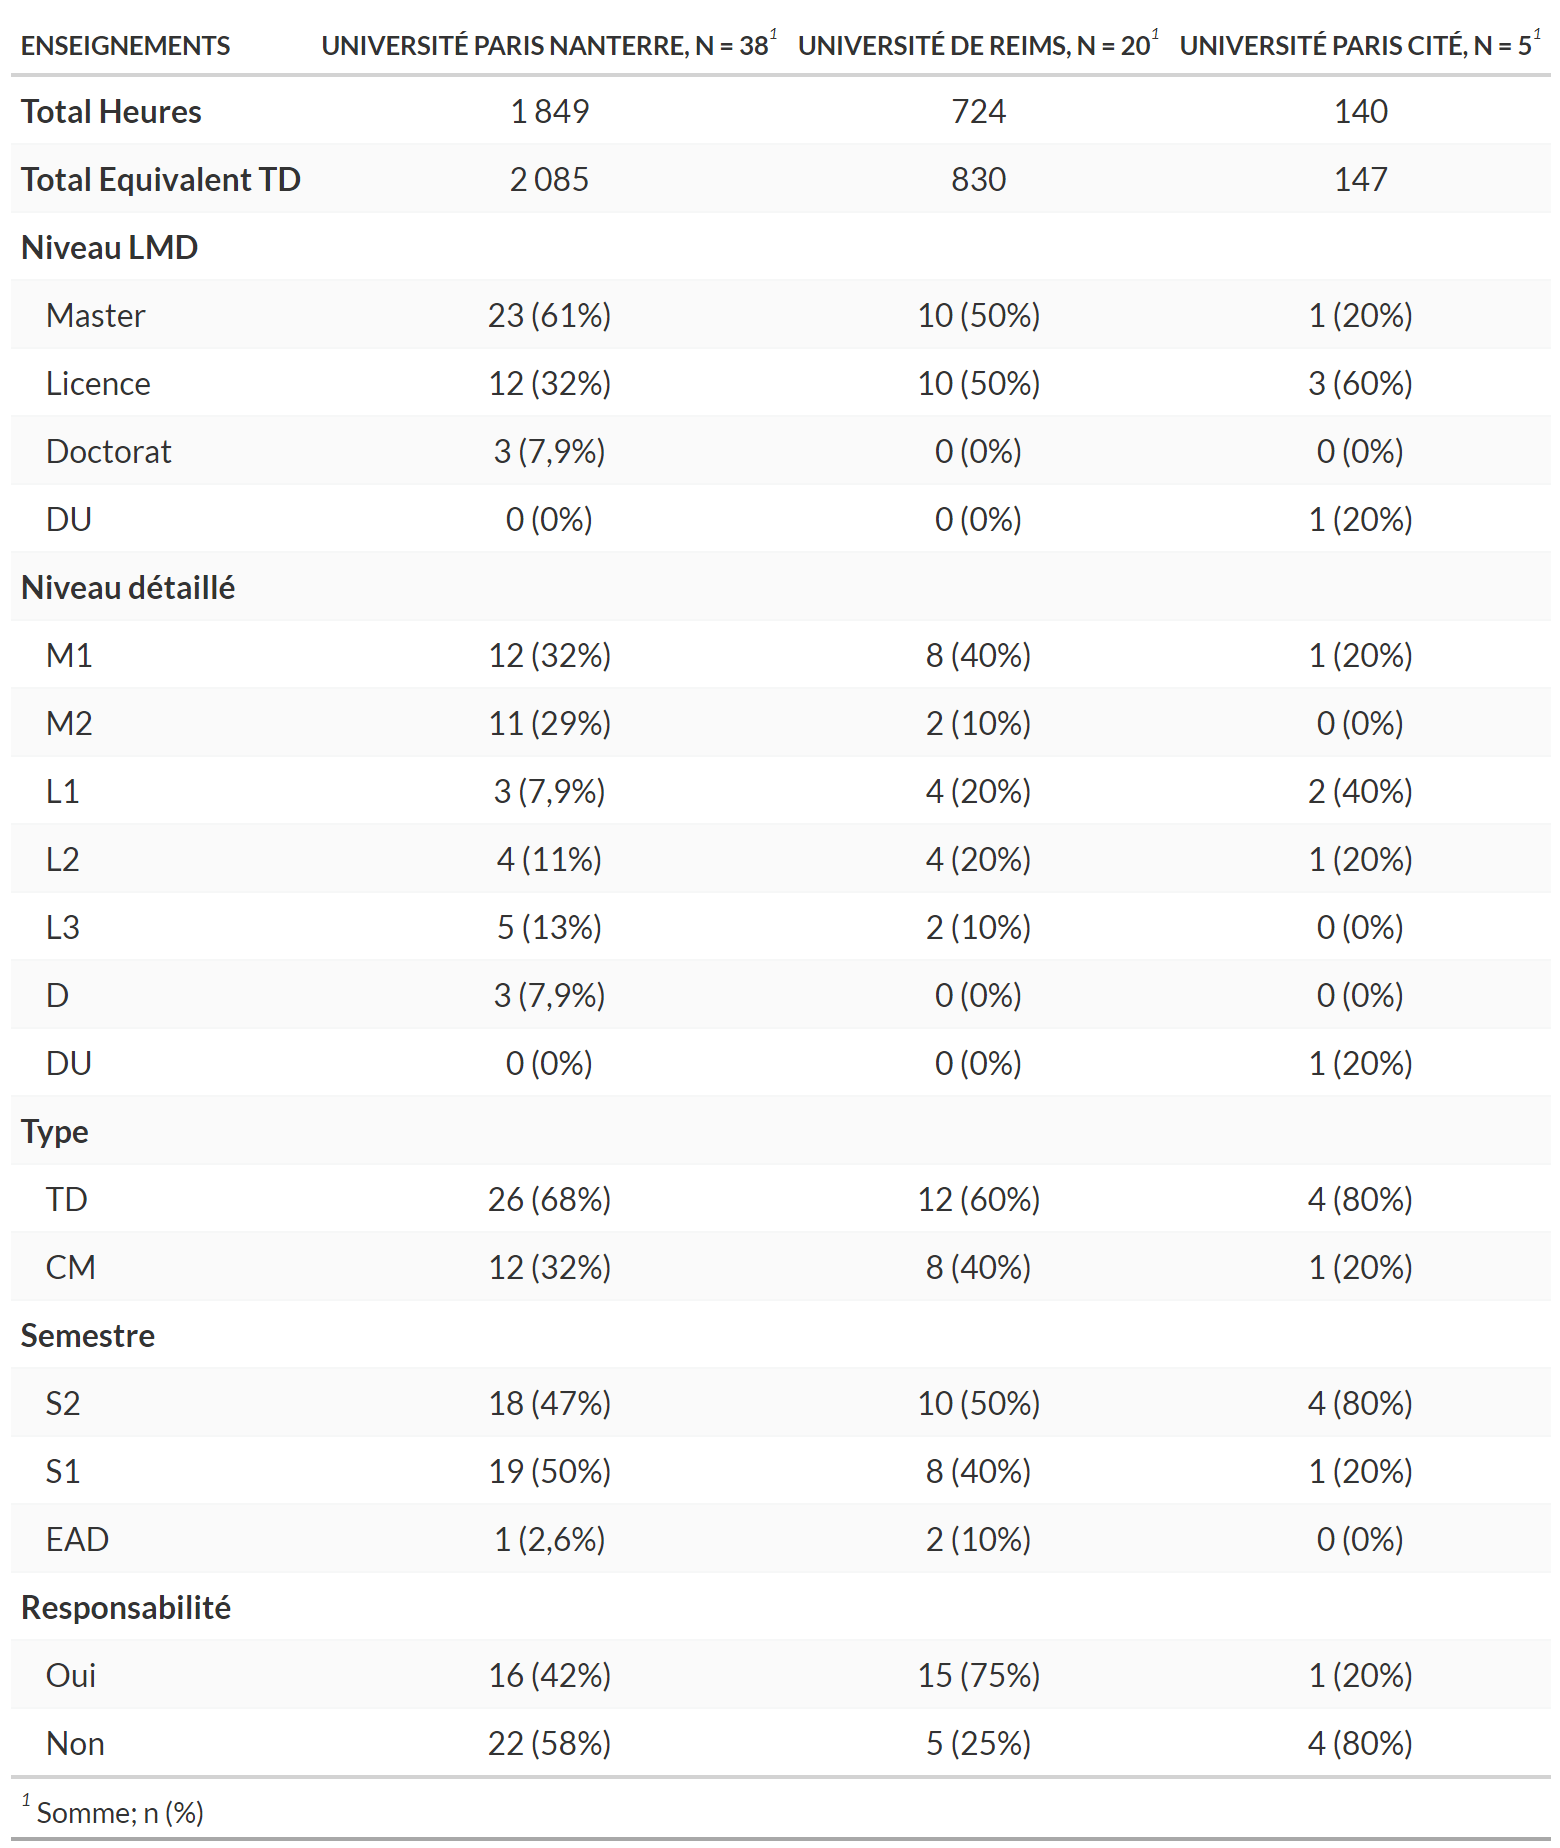 ENSEIGNEMENTS UNIVERSITÉ PARIS NANTERRE, N = 38¹ UNIVERSITÉ DE REIMS, N = 20¹ UNIVERSITÉ PARIS CITÉ, N = 5¹
Total Heures 1 849 724 140
Total Equivalent TD 2 085 830 147
Niveau LMD
Master 23 (61%) 10 (50%) 1 (20%)
Licence 12 (32%) 10 (50%) 3 (60%)
Doctorat 3 (7,9%) 0 (0%) 0 (0%)
DU 0 (0%) 0 (0%) 1 (20%)
Niveau détaillé
M1 12 (32%) 8 (40%) 1 (20%)
M2 11 (29%) 2 (10%) 0 (0%)
L1 3 (7,9%) 4 (20%) 2 (40%)
L2 4 (11%) 4 (20%) 1 (20%)
L3 5 (13%) 2 (10%) 0 (0%)
D 3 (7,9%) 0 (0%) 0 (0%)
DU 0 (0%) 0 (0%) 1 (20%)
Type
TD 26 (68%) 12 (60%) 4 (80%)
CM 12 (32%) 8 (40%) 1 (20%)
Semestre
S2 18 (47%) 10 (50%) 4 (80%)
S1 19 (50%) 8 (40%) 1 (20%)
EAD 1 (2,6%) 2 (10%) 0 (0%)
Responsabilité
Oui 16 (42%) 15 (75%) 1 (20%)
Non 22 (58%) 5 (25%) 4 (80%)
¹ Somme; n (%)